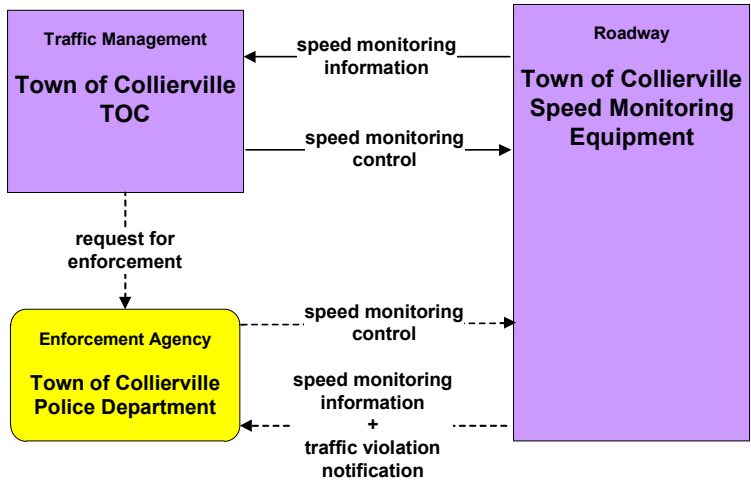 Traffic Management
Town of Collierville
TOC
speed monitoring
information
Roadway
Town of Collierville
Speed Monitoring
Equipment
speed monitoring
control
request for
enforcement
Enforcement Agency
Town of Collierville
Police Department
speed monitoring
control
speed monitoring
information
+
traffic violation
notification